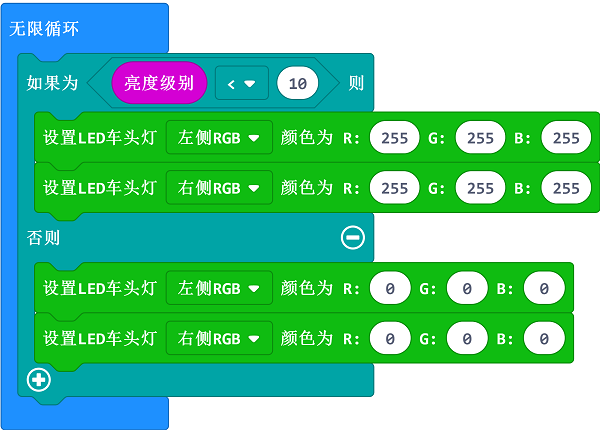 无限循环
如果为 亮度级别 < 10 则
设置LED车头灯 左侧RGB 颜色为 R: 255 G: 255 B: 255
设置LED车头灯 右侧RGB 颜色为 R: 255 G: 255 B: 255
否则
设置LED车头灯 左侧RGB 颜色为 R: 0 G: 0 B: 0
设置LED车头灯 右侧RGB 颜色为 R: 0 G: 0 B: 0